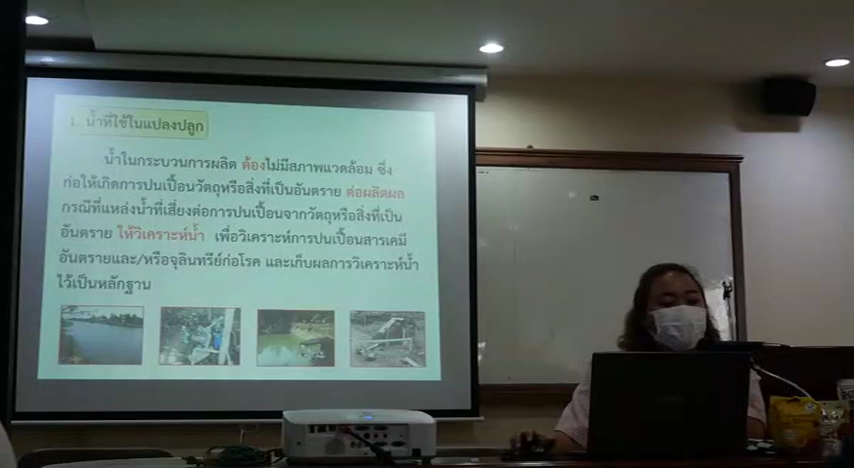 1 น้ำที่ใช้ในแปลงปลูก
น้ำในกระบวนการผลิต ต้องไม่มีสภาพแวดล้อม ซึ่ง
ก่อให้เกิดการปนเปื้อนวัตถุหรือสิ่งที่เป็นอันตราย ต่อผลิตผล
กรณีที่แหล่งน้ำที่เสี่ยงต่อการปนเปื้อนจากวัตถุหรือสิ่งที่เป็น
อันตราย ให้วิเคราะห์น้ำ เพื่อวิเคราะห์การปนเปื้อนสารเคมี
อันตรายและ/หรือจุลินทรีย์ก่อโรค และเก็บผลการวิเคราะห์น้ำ
ไว้เป็นหลักฐาน